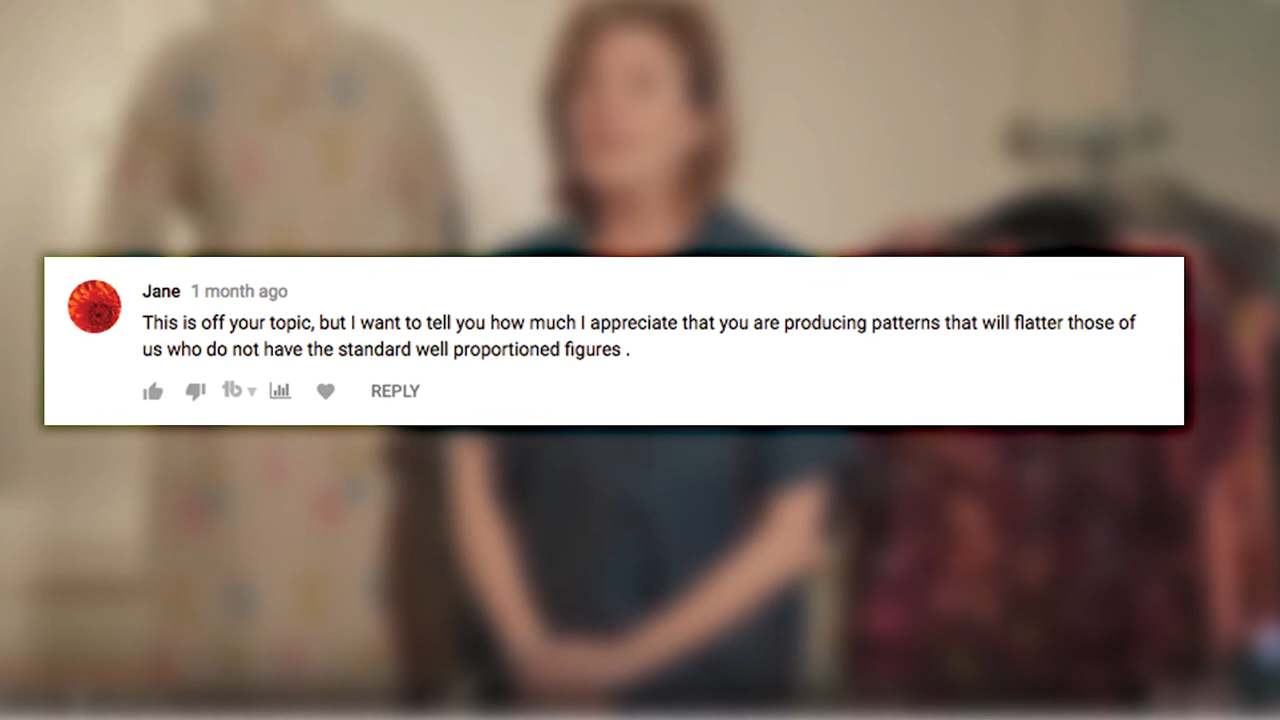 Jane 1 month ago
This is off your topic, but I want to tell you how much I appreciate that you are producing patterns that will flatter those of
us who do not have the standard well proportioned figures .
REPLY